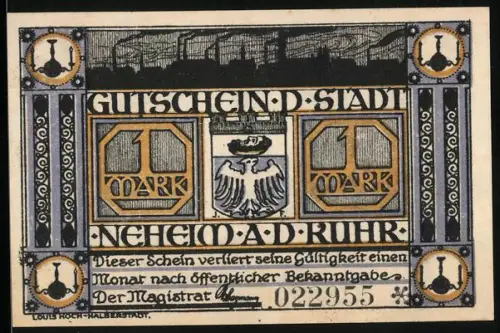 GUTSCHEIN·D·STADT
1 MARK 1 MARK
·NEHEIM·A·D·RUHR·
Dieser Schein verliert seine Gültigkeit einen
Monat nach öffentlicher Bekanntgabe.
Der Magistrat 022955 *
LOUIS KOCH-HALBERSTADT.